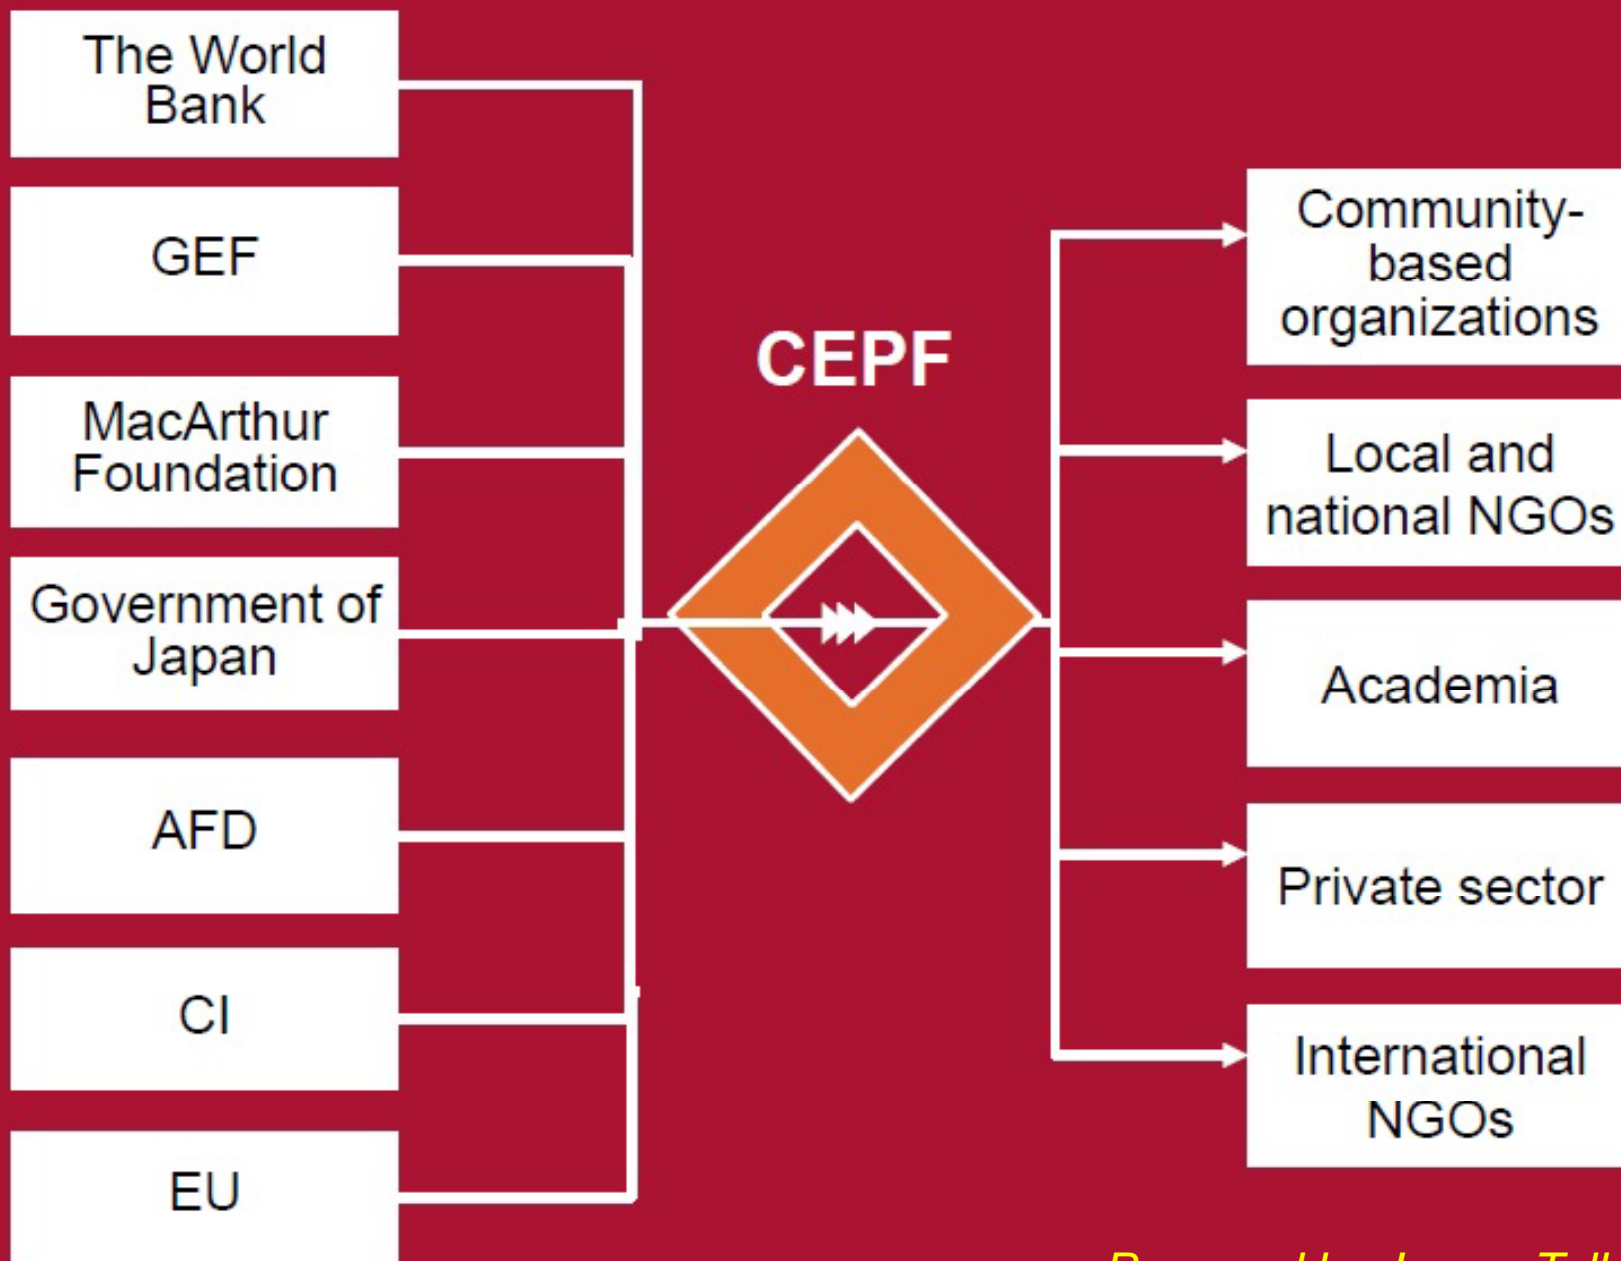 The World
Bank
GEF
MacArthur
Foundation
Government of
Japan
AFD
CI
EU
CEPF
Community-
based
organizations
Local and
national NGOs
Academia
Private sector
International
NGOs